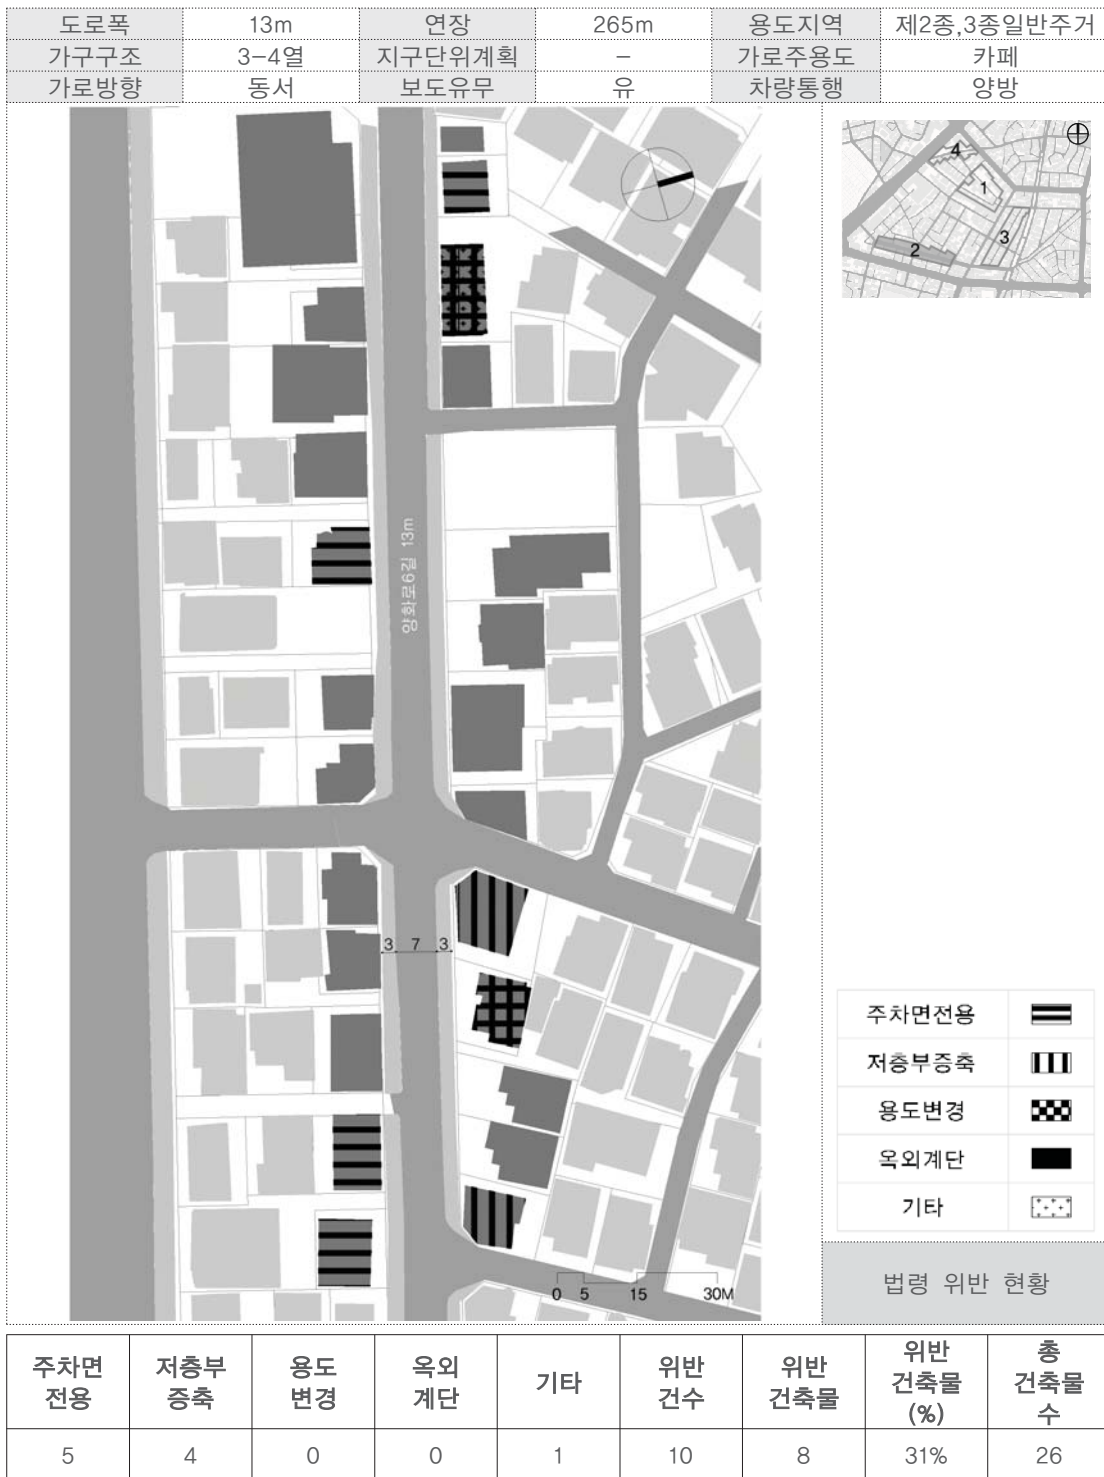 도로폭 13m 연장 265m 용도지역 제2종,3종일반주거
가구구조 3-4열 지구단위계획 - 가로주용도 카페
가로방향 동서 보도유무 유 차량통행 양방
4
1
3
2
양화로6길 13m
3 7 3
주차면전용
저층부증축
용도변경
옥외계단
기타
0 5 15 30M
법령 위반 현황
주차면 전용 저층부 증축 용도 변경 옥외 계단 기타 위반 건수 위반 건축물 위반 건축물 (%) 총 건축물 수
5 4 0 0 1 10 8 31% 26